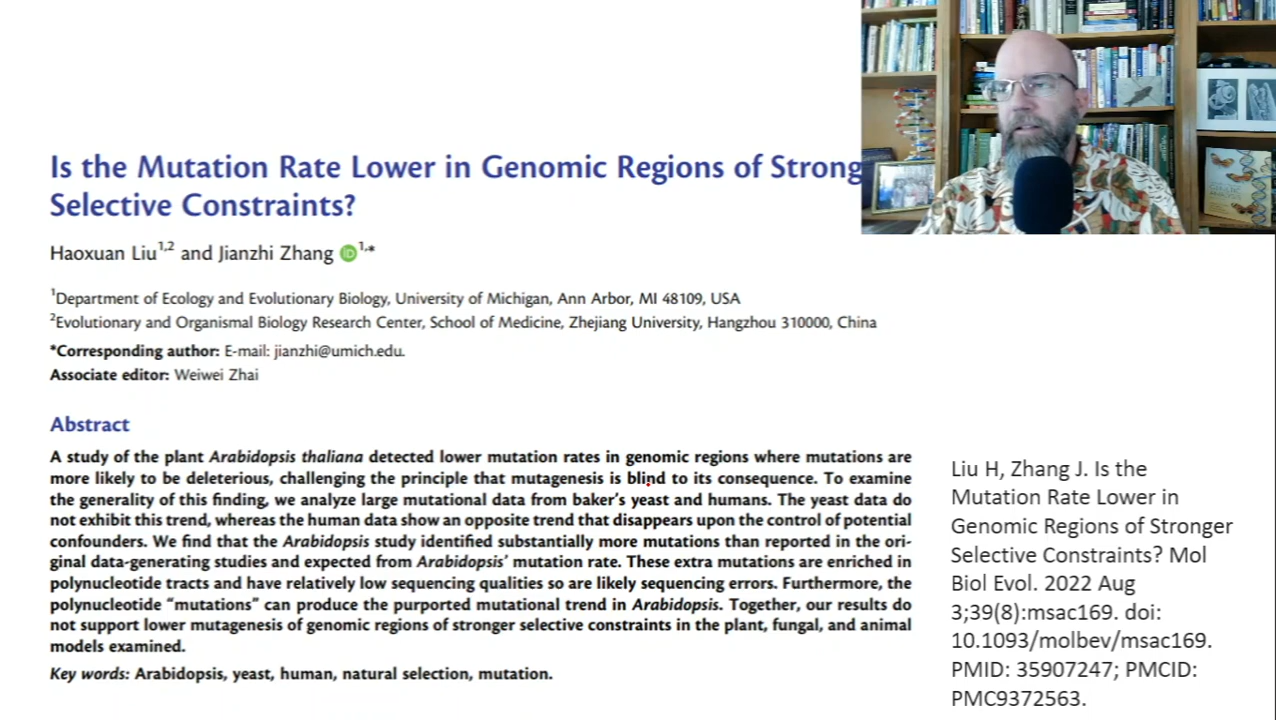 Is the Mutation Rate Lower in Genomic Regions of Strong
Selective Constraints?
Haoxuan Liu1,2 and Jianzhi Zhang iD 1,*
1Department of Ecology and Evolutionary Biology, University of Michigan, Ann Arbor, MI 48109, USA
2Evolutionary and Organismal Biology Research Center, School of Medicine, Zhejiang University, Hangzhou 310000, China
*Corresponding author: E-mail: jianzhi@umich.edu.
Associate editor: Weiwei Zhai
Abstract
A study of the plant Arabidopsis thaliana detected lower mutation rates in genomic regions where mutations are
more likely to be deleterious, challenging the principle that mutagenesis is blind to its consequence. To examine
the generality of this finding, we analyze large mutational data from baker's yeast and humans. The yeast data do
not exhibit this trend, whereas the human data show an opposite trend that disappears upon the control of potential
confounders. We find that the Arabidopsis study identified substantially more mutations than reported in the ori-
ginal data-generating studies and expected from Arabidopsis' mutation rate. These extra mutations are enriched in
polynucleotide tracts and have relatively low sequencing qualities so are likely sequencing errors. Furthermore, the
polynucleotide “mutations” can produce the purported mutational trend in Arabidopsis. Together, our results do
not support lower mutagenesis of genomic regions of stronger selective constraints in the plant, fungal, and animal
models examined.
Key words: Arabidopsis, yeast, human, natural selection, mutation.
Liu H, Zhang J. Is the
Mutation Rate Lower in
Genomic Regions of Stronger
Selective Constraints? Mol
Biol Evol. 2022 Aug
3;39(8):msac169. doi:
10.1093/molbev/msac169.
PMID: 35907247; PMCID:
PMC9372563.